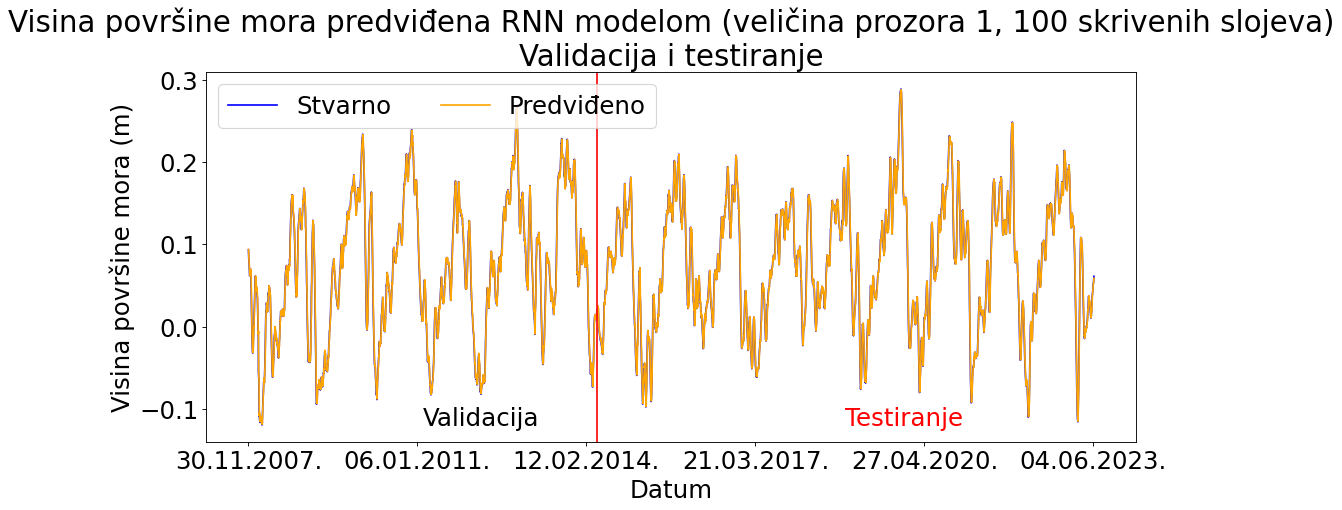 Visina površine mora predviđena RNN modelom (veličina prozora 1, 100 skrivenih slojeva)
Validacija i testiranje
Stvarno
Predviđeno
Visina površine mora (m)
0.3
0.2
0.1
0.0
−0.1
Validacija
Testiranje
30.11.2007.
06.01.2011.
12.02.2014.
21.03.2017.
27.04.2020.
04.06.2023.
Datum